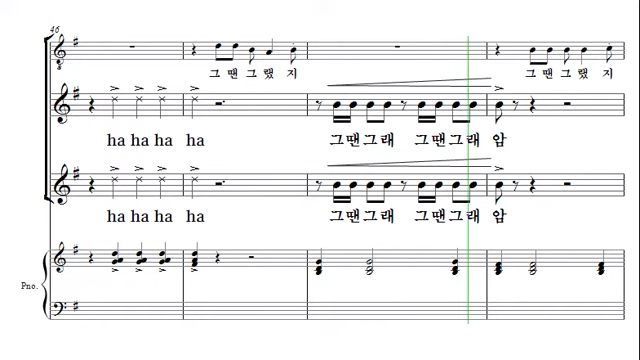 46
그 땐 그 랬 지 그 땐 그 랬 지
ha ha ha ha 그 땐 그 래 그 땐 그 래 암
ha ha ha ha 그 땐 그 래 그 땐 그 래 암
Pno.